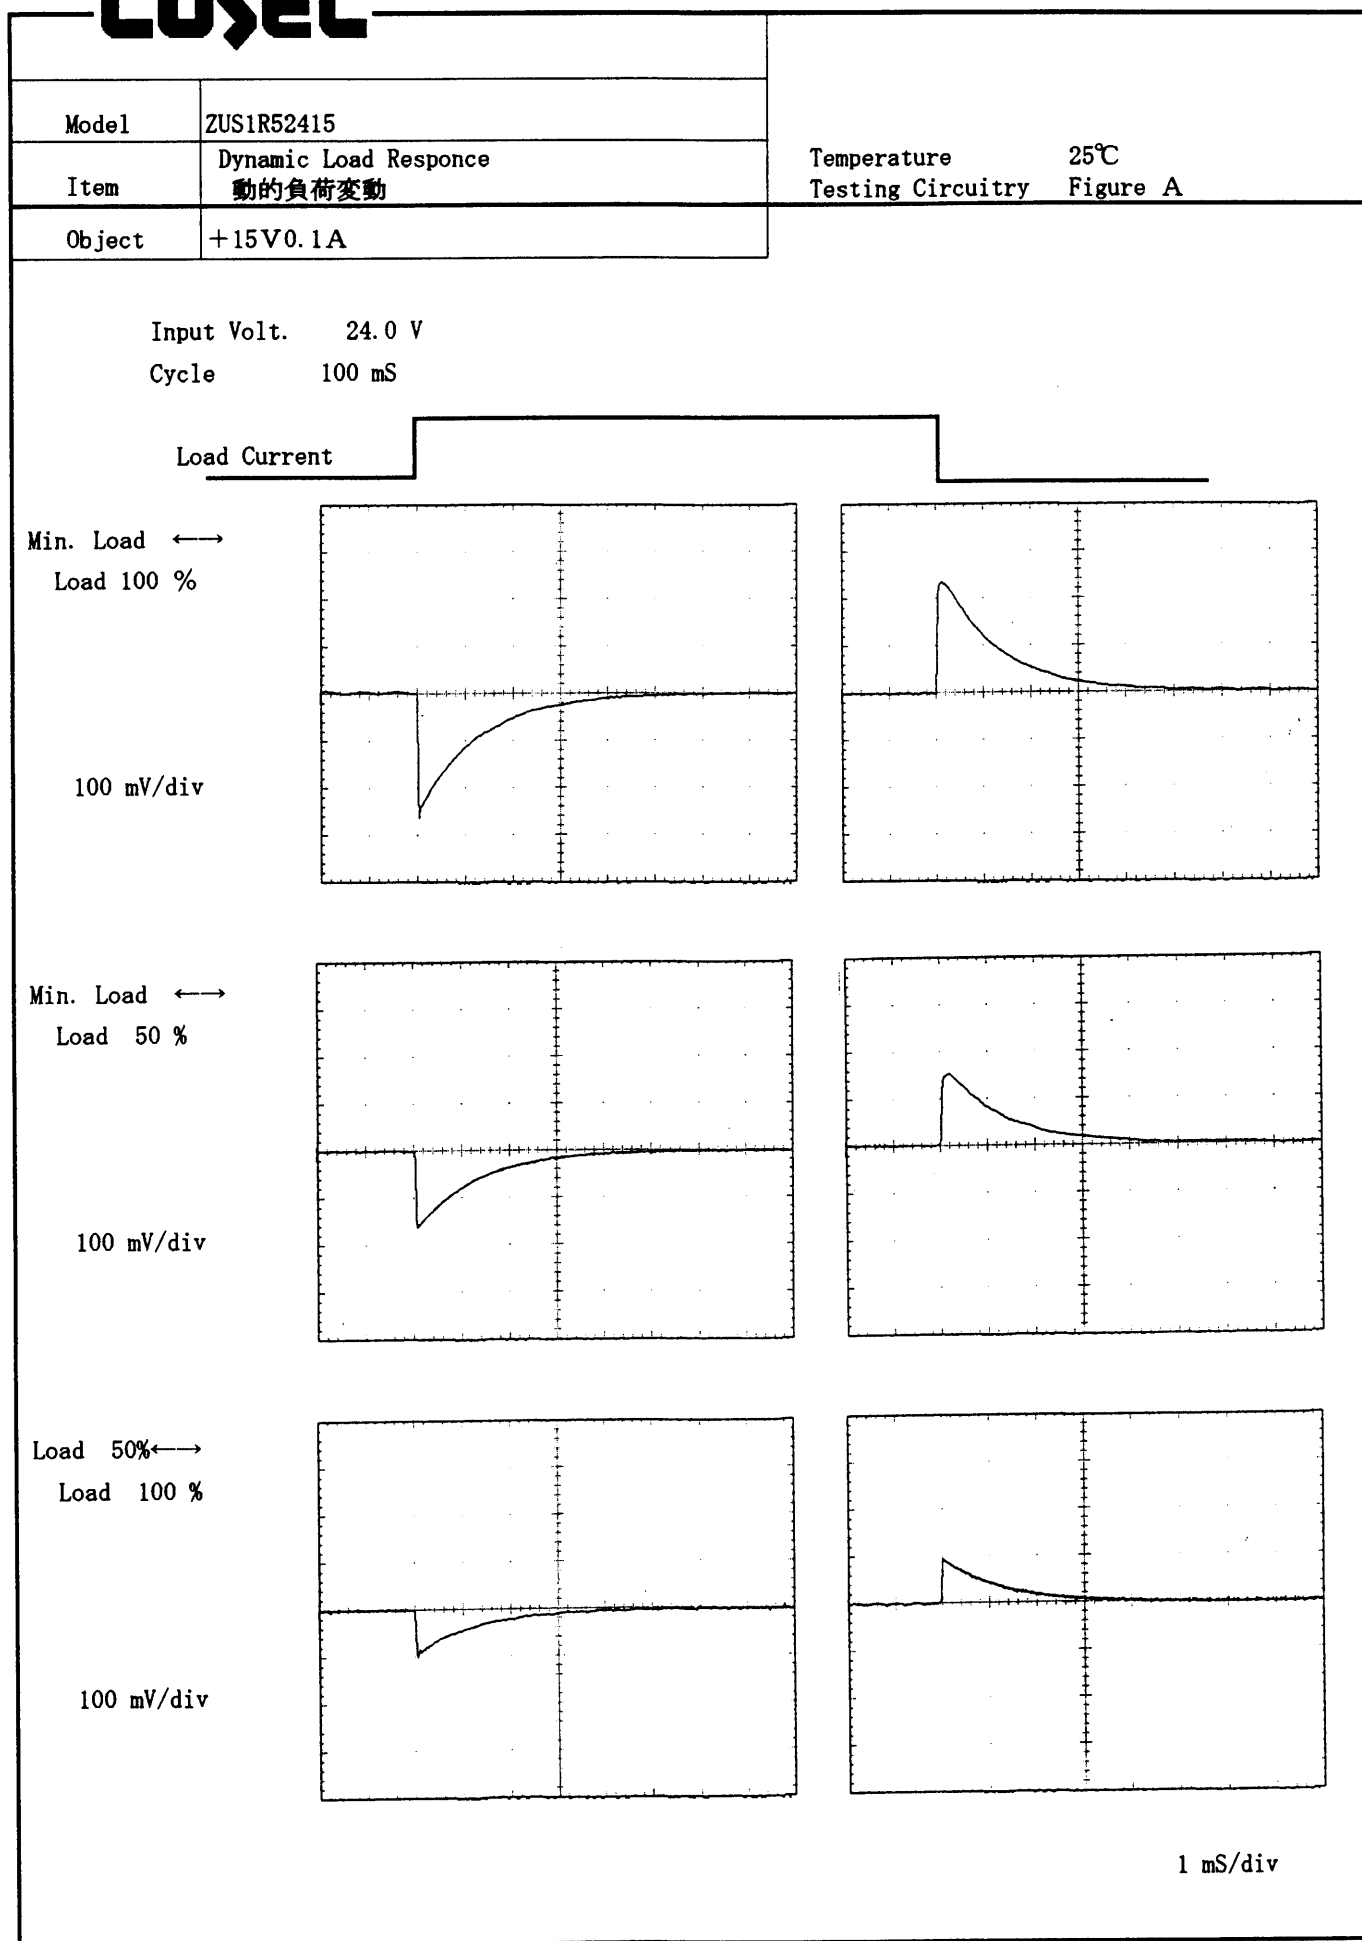 COSEL
Model ZUS1R52415
Dynamic Load Responce
Item 動的負荷変動
Temperature 25℃
Testing Circuitry Figure A
Object +15V0.1A
Input Volt. 24.0 V
Cycle 100 mS
Load Current
Min. Load ←→
Load 100 %
100 mV/div
Min. Load ←→
Load 50 %
100 mV/div
Load 50%←→
Load 100 %
100 mV/div
1 mS/div